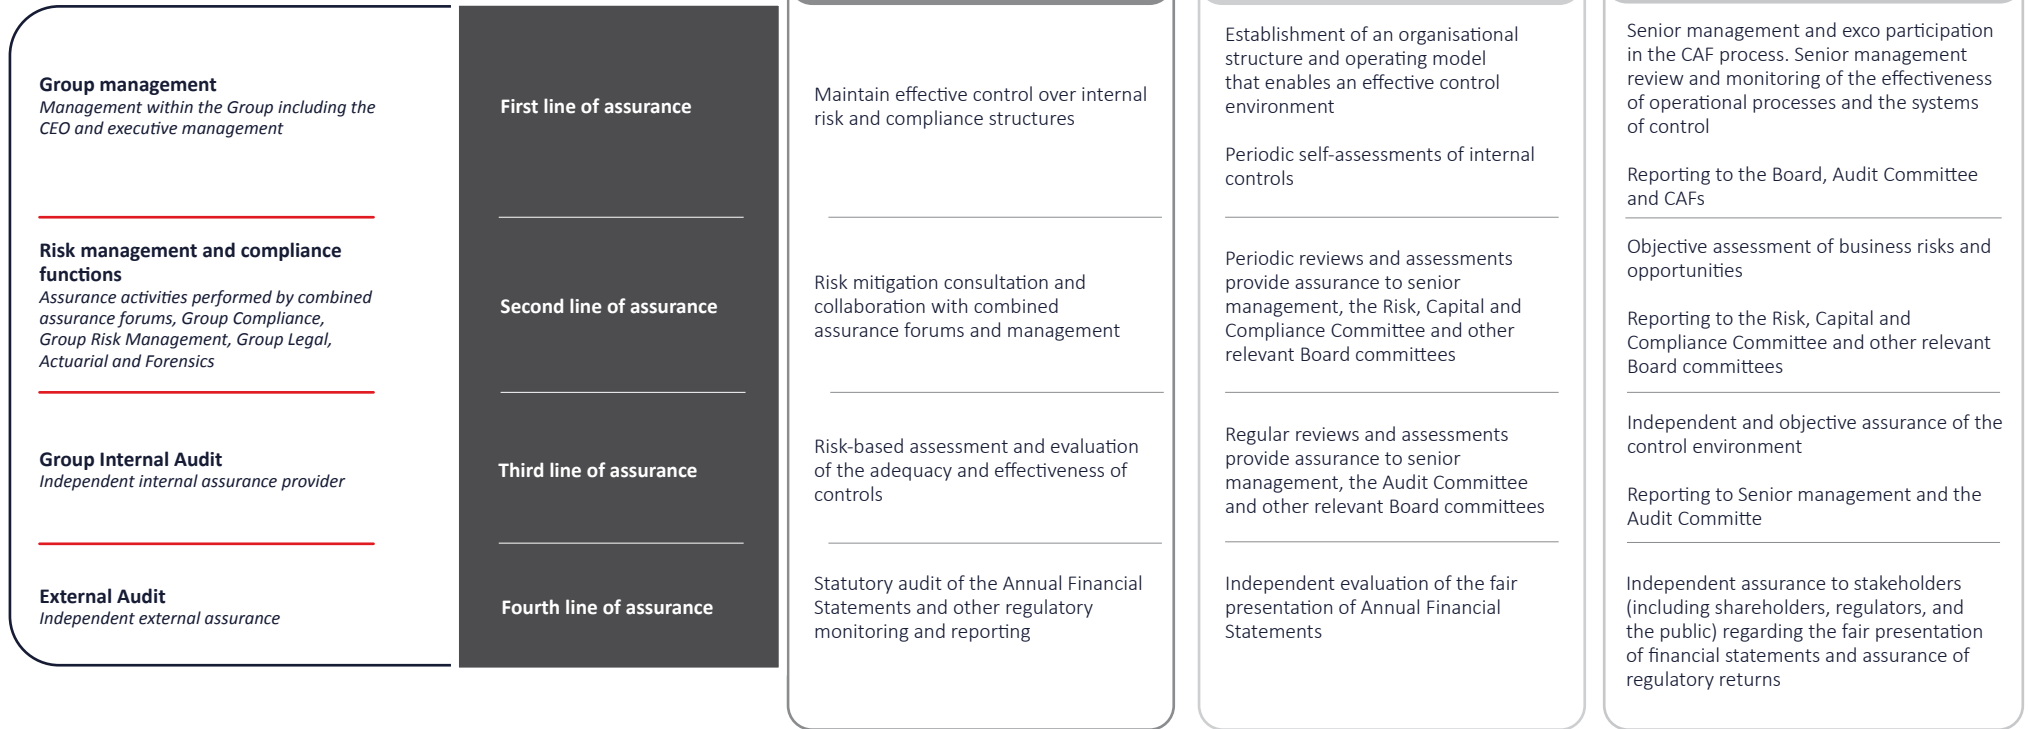 Group management
Management within the Group including the
CEO and executive management
First line of assurance
Maintain effective control over internal
risk and compliance structures
Establishment of an organisational
structure and operating model
that enables an effective control
environment
Periodic self-assessments of internal
controls
Senior management and exco participation
in the CAF process. Senior management
review and monitoring of the effectiveness
of operational processes and the systems
of control
Reporting to the Board, Audit Committee
and CAFs
Risk management and compliance
functions
Assurance activities performed by combined
assurance forums, Group Compliance,
Group Risk Management, Group Legal,
Actuarial and Forensics
Second line of assurance
Risk mitigation consultation and
collaboration with combined
assurance forums and management
Periodic reviews and assessments
provide assurance to senior
management, the Risk, Capital and
Compliance Committee and other
relevant Board committees
Objective assessment of business risks and
opportunities
Reporting to the Risk, Capital and
Compliance Committee and other relevant
Board committees
Group Internal Audit
Independent internal assurance provider
Third line of assurance
Risk-based assessment and evaluation
of the adequacy and effectiveness of
controls
Regular reviews and assessments
provide assurance to senior
management, the Audit Committee
and other relevant Board committees
Independent and objective assurance of the
control environment
Reporting to Senior management and the
Audit Committe
External Audit
Independent external assurance
Fourth line of assurance
Statutory audit of the Annual Financial
Statements and other regulatory
monitoring and reporting
Independent evaluation of the fair
presentation of Annual Financial
Statements
Independent assurance to stakeholders
(including shareholders, regulators, and
the public) regarding the fair presentation
of financial statements and assurance of
regulatory returns